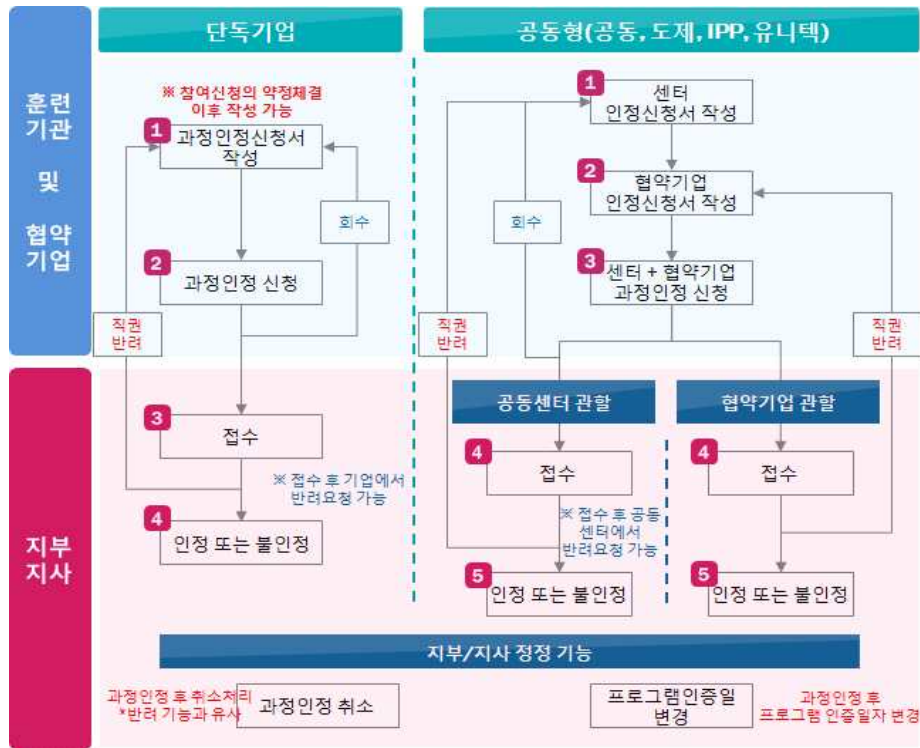 단독기업
공동형(공동, 도제, IPP, 유니텍)
훈련
기관
및
협약
기업
※ 참여신청의 약정체결
이후 작성 가능
1
과정인정신청서
작성
회수
2
과정인정 신청
직권
반려
1
센터
인정신청서 작성
2
협약기업
인정신청서 작성
회수
3
센터 + 협약기업
과정인정 신청
직권
반려
직권
반려
지부
지사
3
접수
※ 접수 후 기업에서
반려요청 가능
4
인정 또는 불인정
공동센터 관할
4
접수
※ 접수 후 공동
센터에서
반려요청 가능
5
인정 또는 불인정
협약기업 관할
4
접수
5
인정 또는 불인정
지부/지사 정정 기능
과정인정 후 취소처리
*반려 기능과 유사
과정인정 취소
프로그램인증일
변경
과정인정 후
프로그램 인증일자 변경